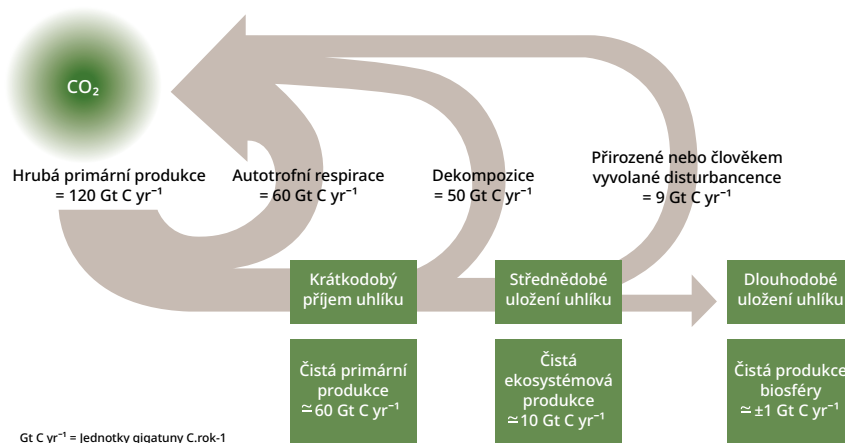 CO₂
Hrubá primární produkce
= 120 Gt C yr⁻¹
Autotrofní respirace
= 60 Gt C yr⁻¹
Dekompozice
= 50 Gt C yr⁻¹
Přirozené nebo člověkem
vyvolané disturbancence
= 9 Gt C yr⁻¹
Krátkodobý
příjem uhlíku
Střednědobé
uložení uhlíku
Dlouhodobé
uložení uhlíku
Čistá primární
produkce
≃60 Gt C yr⁻¹
Čistá
ekosystémová
produkce
≃10 Gt C yr⁻¹
Čistá produkce
biosféry
≃ ±1 Gt C yr⁻¹
Gt C yr⁻¹ = Jednotky gigatuny C.rok-1